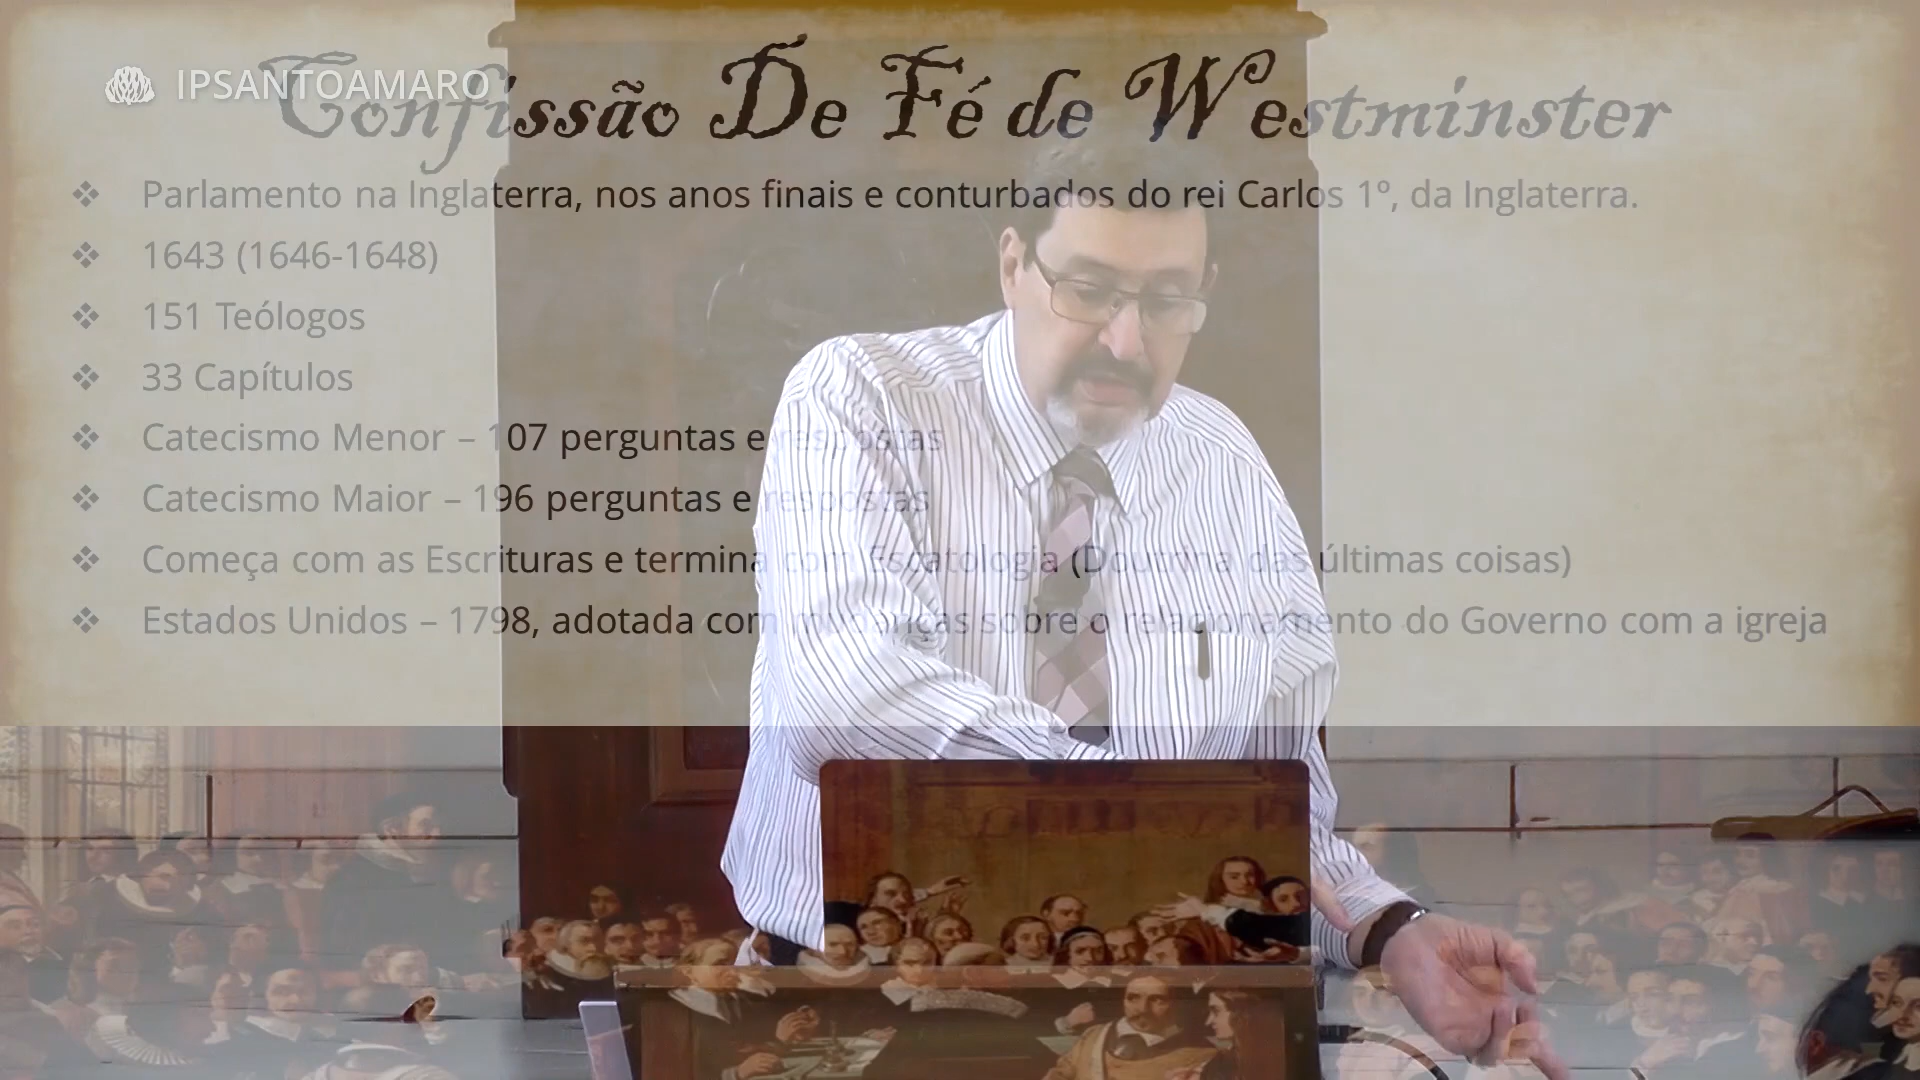 IPSANTOAMARO
Confissão De Fé de Westminster
❖ Parlamento na Inglaterra, nos anos finais e conturbados do rei Carlos 1º, da Inglaterra.
❖ 1643 (1646-1648)
❖ 151 Teólogos
❖ 33 Capítulos
❖ Catecismo Menor – 107 perguntas e respostas
❖ Catecismo Maior – 196 perguntas e respostas
❖ Começa com as Escrituras e termina com Escatologia (Doutrina das últimas coisas)
❖ Estados Unidos – 1798, adotada com mudanças sobre o relacionamento do Governo com a igreja